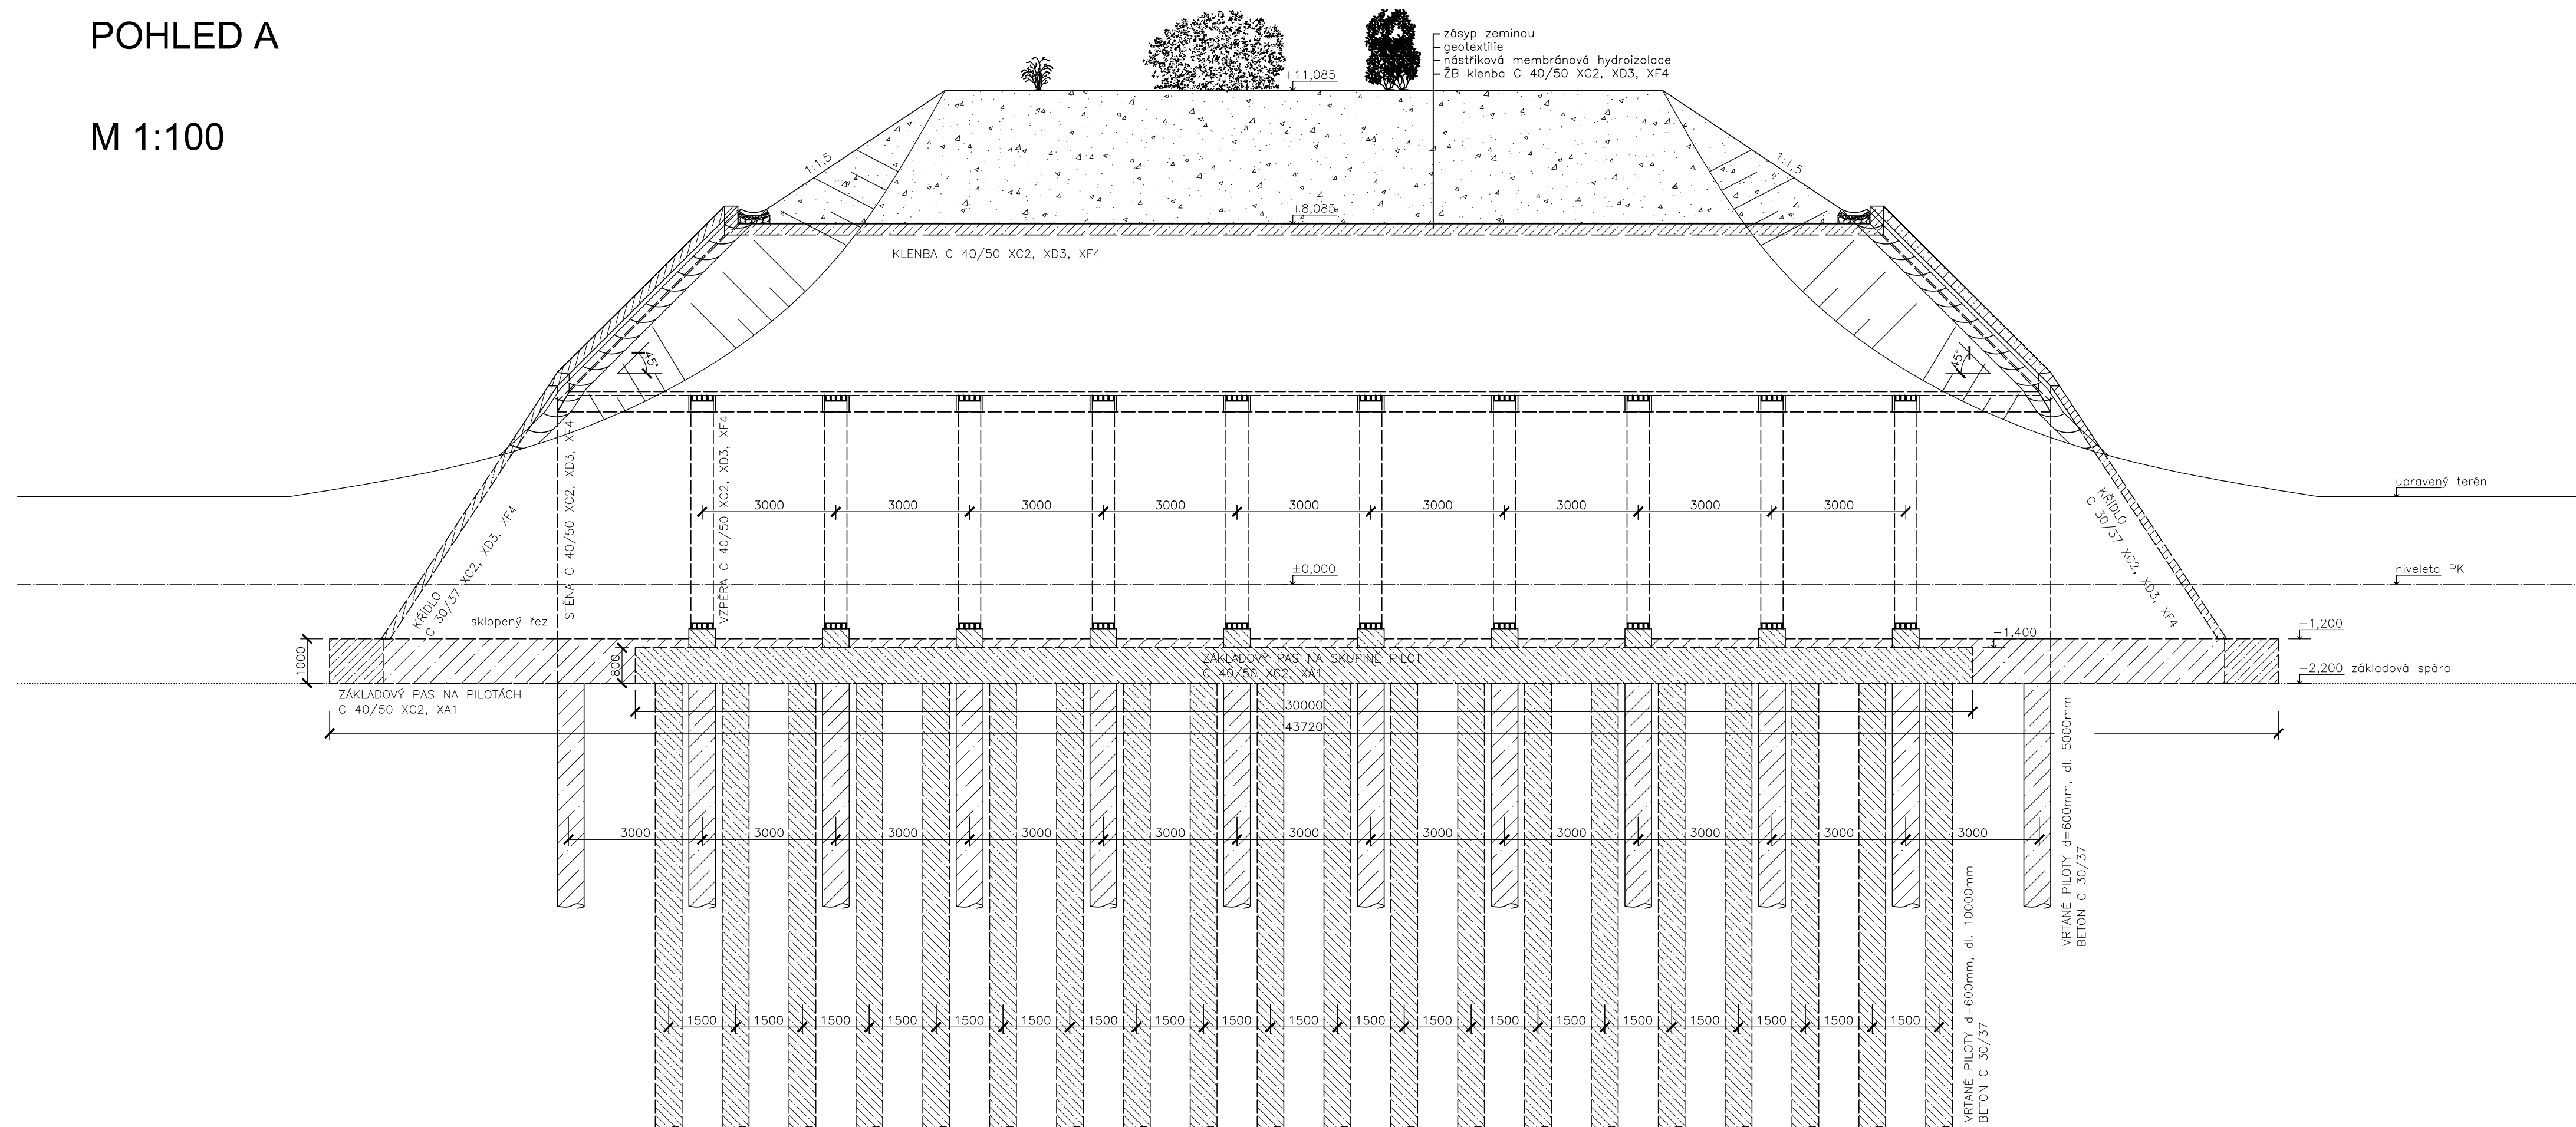 POHLED A
M 1:100
zásyp zeminou
geotextilie
nástřiková membránová hydroizolace
ŽB klenba C 40/50 XC2, XD3, XF4
+11,085
1:1,5
1:1,5
+8,085
KLENBA C 40/50 XC2, XD3, XF4
45°
45°
STĚNA C 40/50 XC2, XD3, XF4
VZPĚRA C 40/50 XC2, XD3, XF4
upravený terén
3000 3000 3000 3000 3000 3000 3000 3000 3000
KŘÍDLO
C 30/37 XC2, XD3, XF4
KŘÍDLO
C 30/37 XC2, XD3, XF4
±0,000
niveleta PK
sklopený řez
-1,200
-1,400
1000
800
ZÁKLADOVÝ PAS NA SKUPINĚ PILOT
C 40/50 XC2, XA1
-2,200 základová spára
ZÁKLADOVÝ PAS NA PILOTÁCH
C 40/50 XC2, XA1
30000
43720
VRTANÉ PILOTY d=600mm, dl. 5000mm
BETON C 30/37
3000 3000 3000 3000 3000 3000 3000 3000 3000 3000 3000
VRTANÉ PILOTY d=600mm, dl. 10000mm
BETON C 30/37
1500 1500 1500 1500 1500 1500 1500 1500 1500 1500 1500 1500 1500 1500 1500 1500 1500 1500 1500